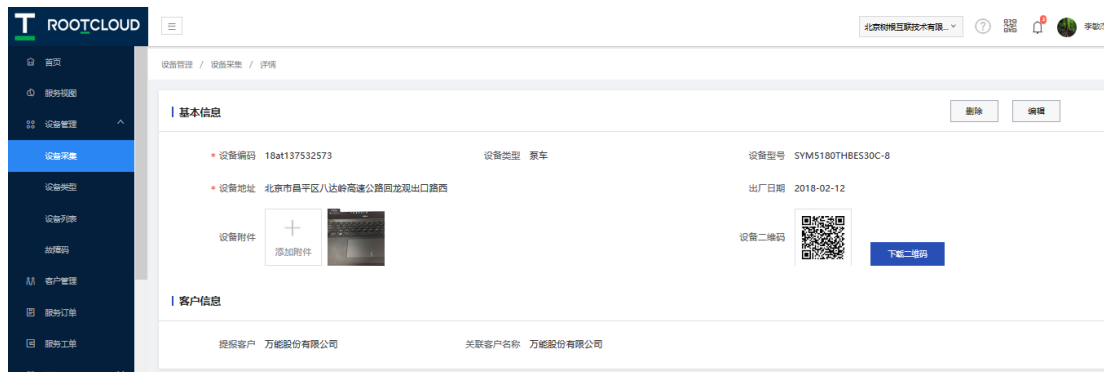 ROOTCLOUD
北京树根互联技术有限...
李敏杰
首页
设备管理 / 设备采集 / 详情
服务视图
基本信息
删除
编辑
设备管理
设备采集
* 设备编码 18at137532573
设备类型 泵车
设备型号 SYM5180THBES30C-8
设备类型
* 设备地址 北京市昌平区八达岭高速公路回龙观出口路西
出厂日期 2018-02-12
设备列表
设备附件
添加附件
设备二维码
下载二维码
故障码
客户管理
客户信息
服务订单
服务工单
提报客户 万能股份有限公司
关联客户名称 万能股份有限公司